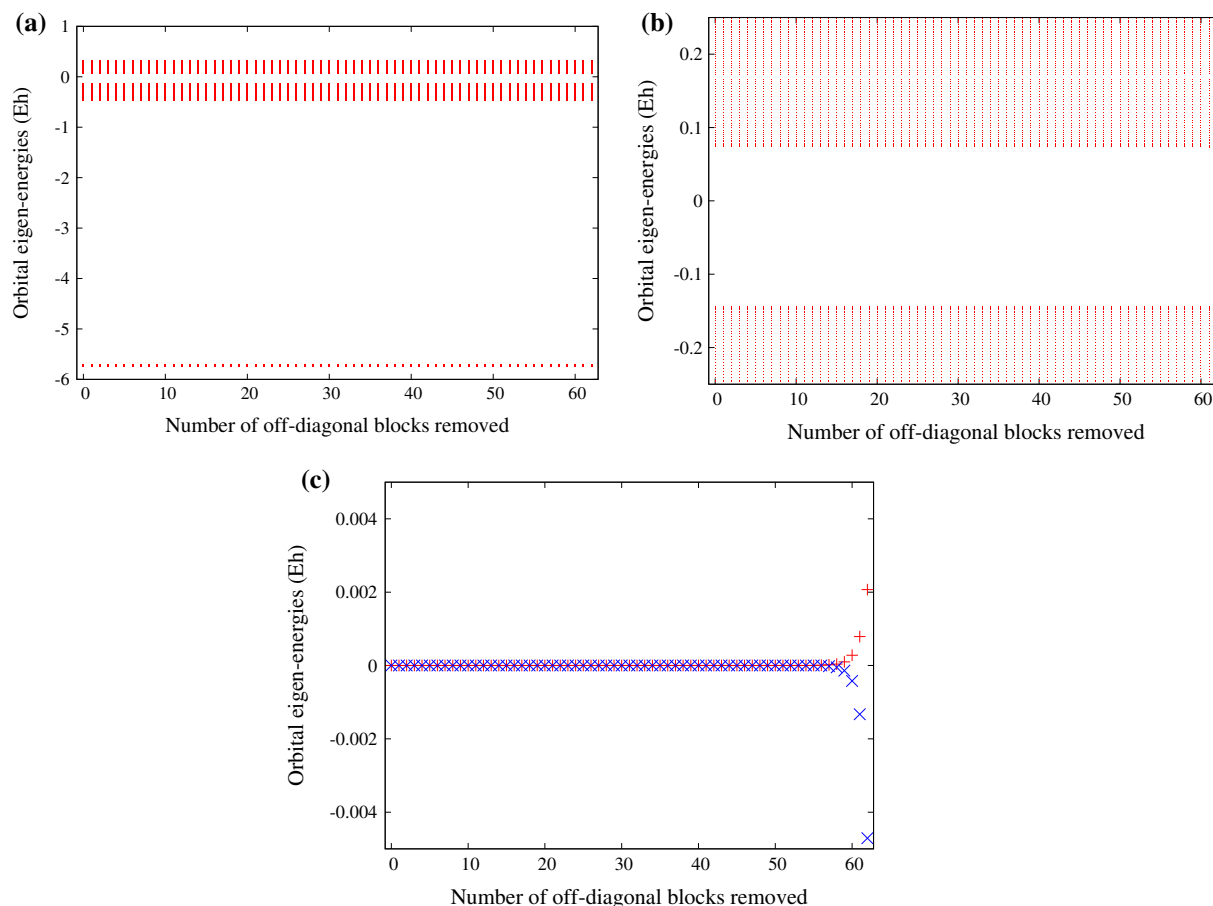 (a)
1
0
-1
-2
-3
-4
-5
-6
Orbital eigen-energies (Eh)
0 10 20 30 40 50 60
Number of off-diagonal blocks removed
(b)
0.2
0.1
0
-0.1
-0.2
Orbital eigen-energies (Eh)
0 10 20 30 40 50 60
Number of off-diagonal blocks removed
(c)
0.004
0.002
0
-0.002
-0.004
Orbital eigen-energies (Eh)
0 10 20 30 40 50 60
Number of off-diagonal blocks removed